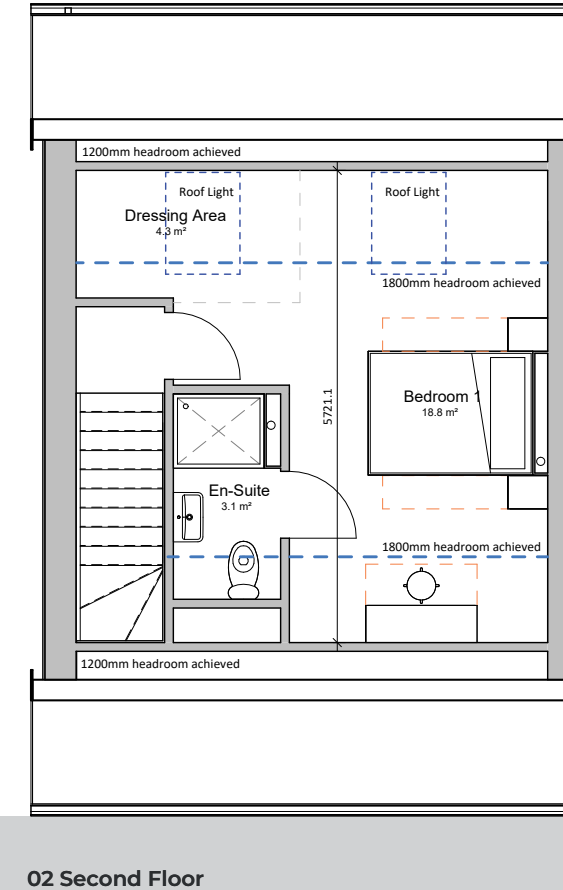 1200mm headroom achieved
Roof Light
Roof Light
Dressing Area
4.3 m²
1800mm headroom achieved
5721.1
Bedroom 1
18.8 m²
En-Suite
3.1 m²
1800mm headroom achieved
1200mm headroom achieved
02 Second Floor